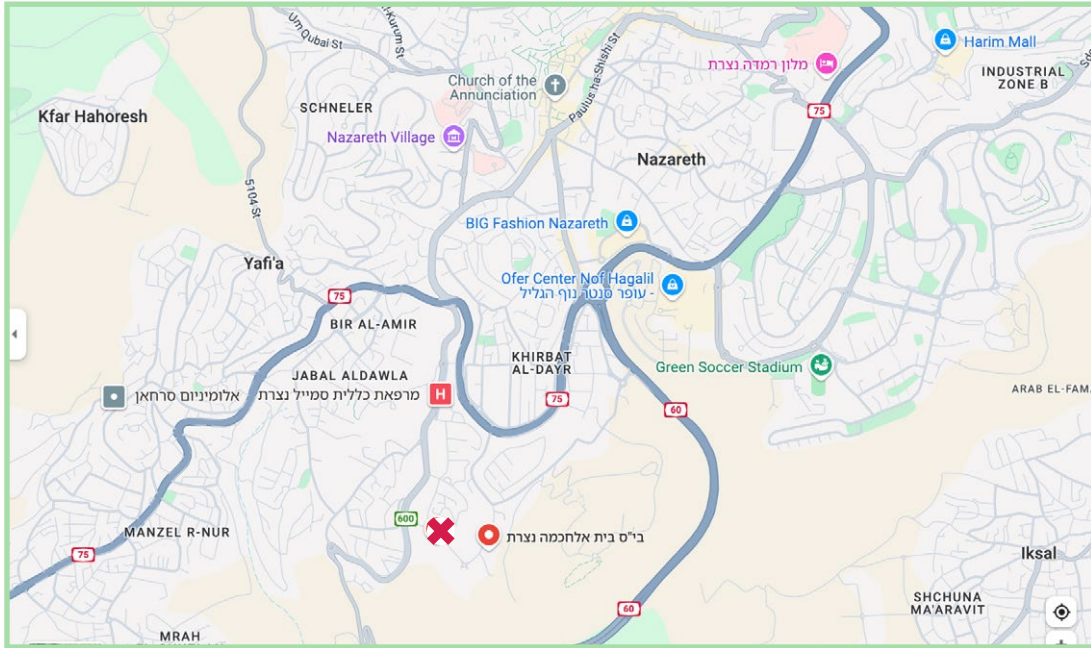 Um Qubai St
al-Kurum St
Paulus ha-Shishi St
Harim Mall
מלון רמדה נצרת
INDUSTRIAL
ZONE B
Church of the
Annunciation
SCHNELER
75
Kfar Hahoresh
Nazareth Village
Nazareth
5104 St
BIG Fashion Nazareth
Yafi'a
Ofer Center Nof Hagalil
- עופר סנטר נוף הגליל
75
BIR AL-AMIR
KHIRBAT
AL-DAYR
Green Soccer Stadium
JABAL ALDAWLA
ARAB EL-FAMA
אלומיניום סרחאן
מרפאת כללית סמייל נצרת
H
75
60
600
MANZEL R-NUR
בי"ס בית אלחכמה נצרת
75
Iksal
SHCHUNA
MA'ARAVIT
60
MRAH